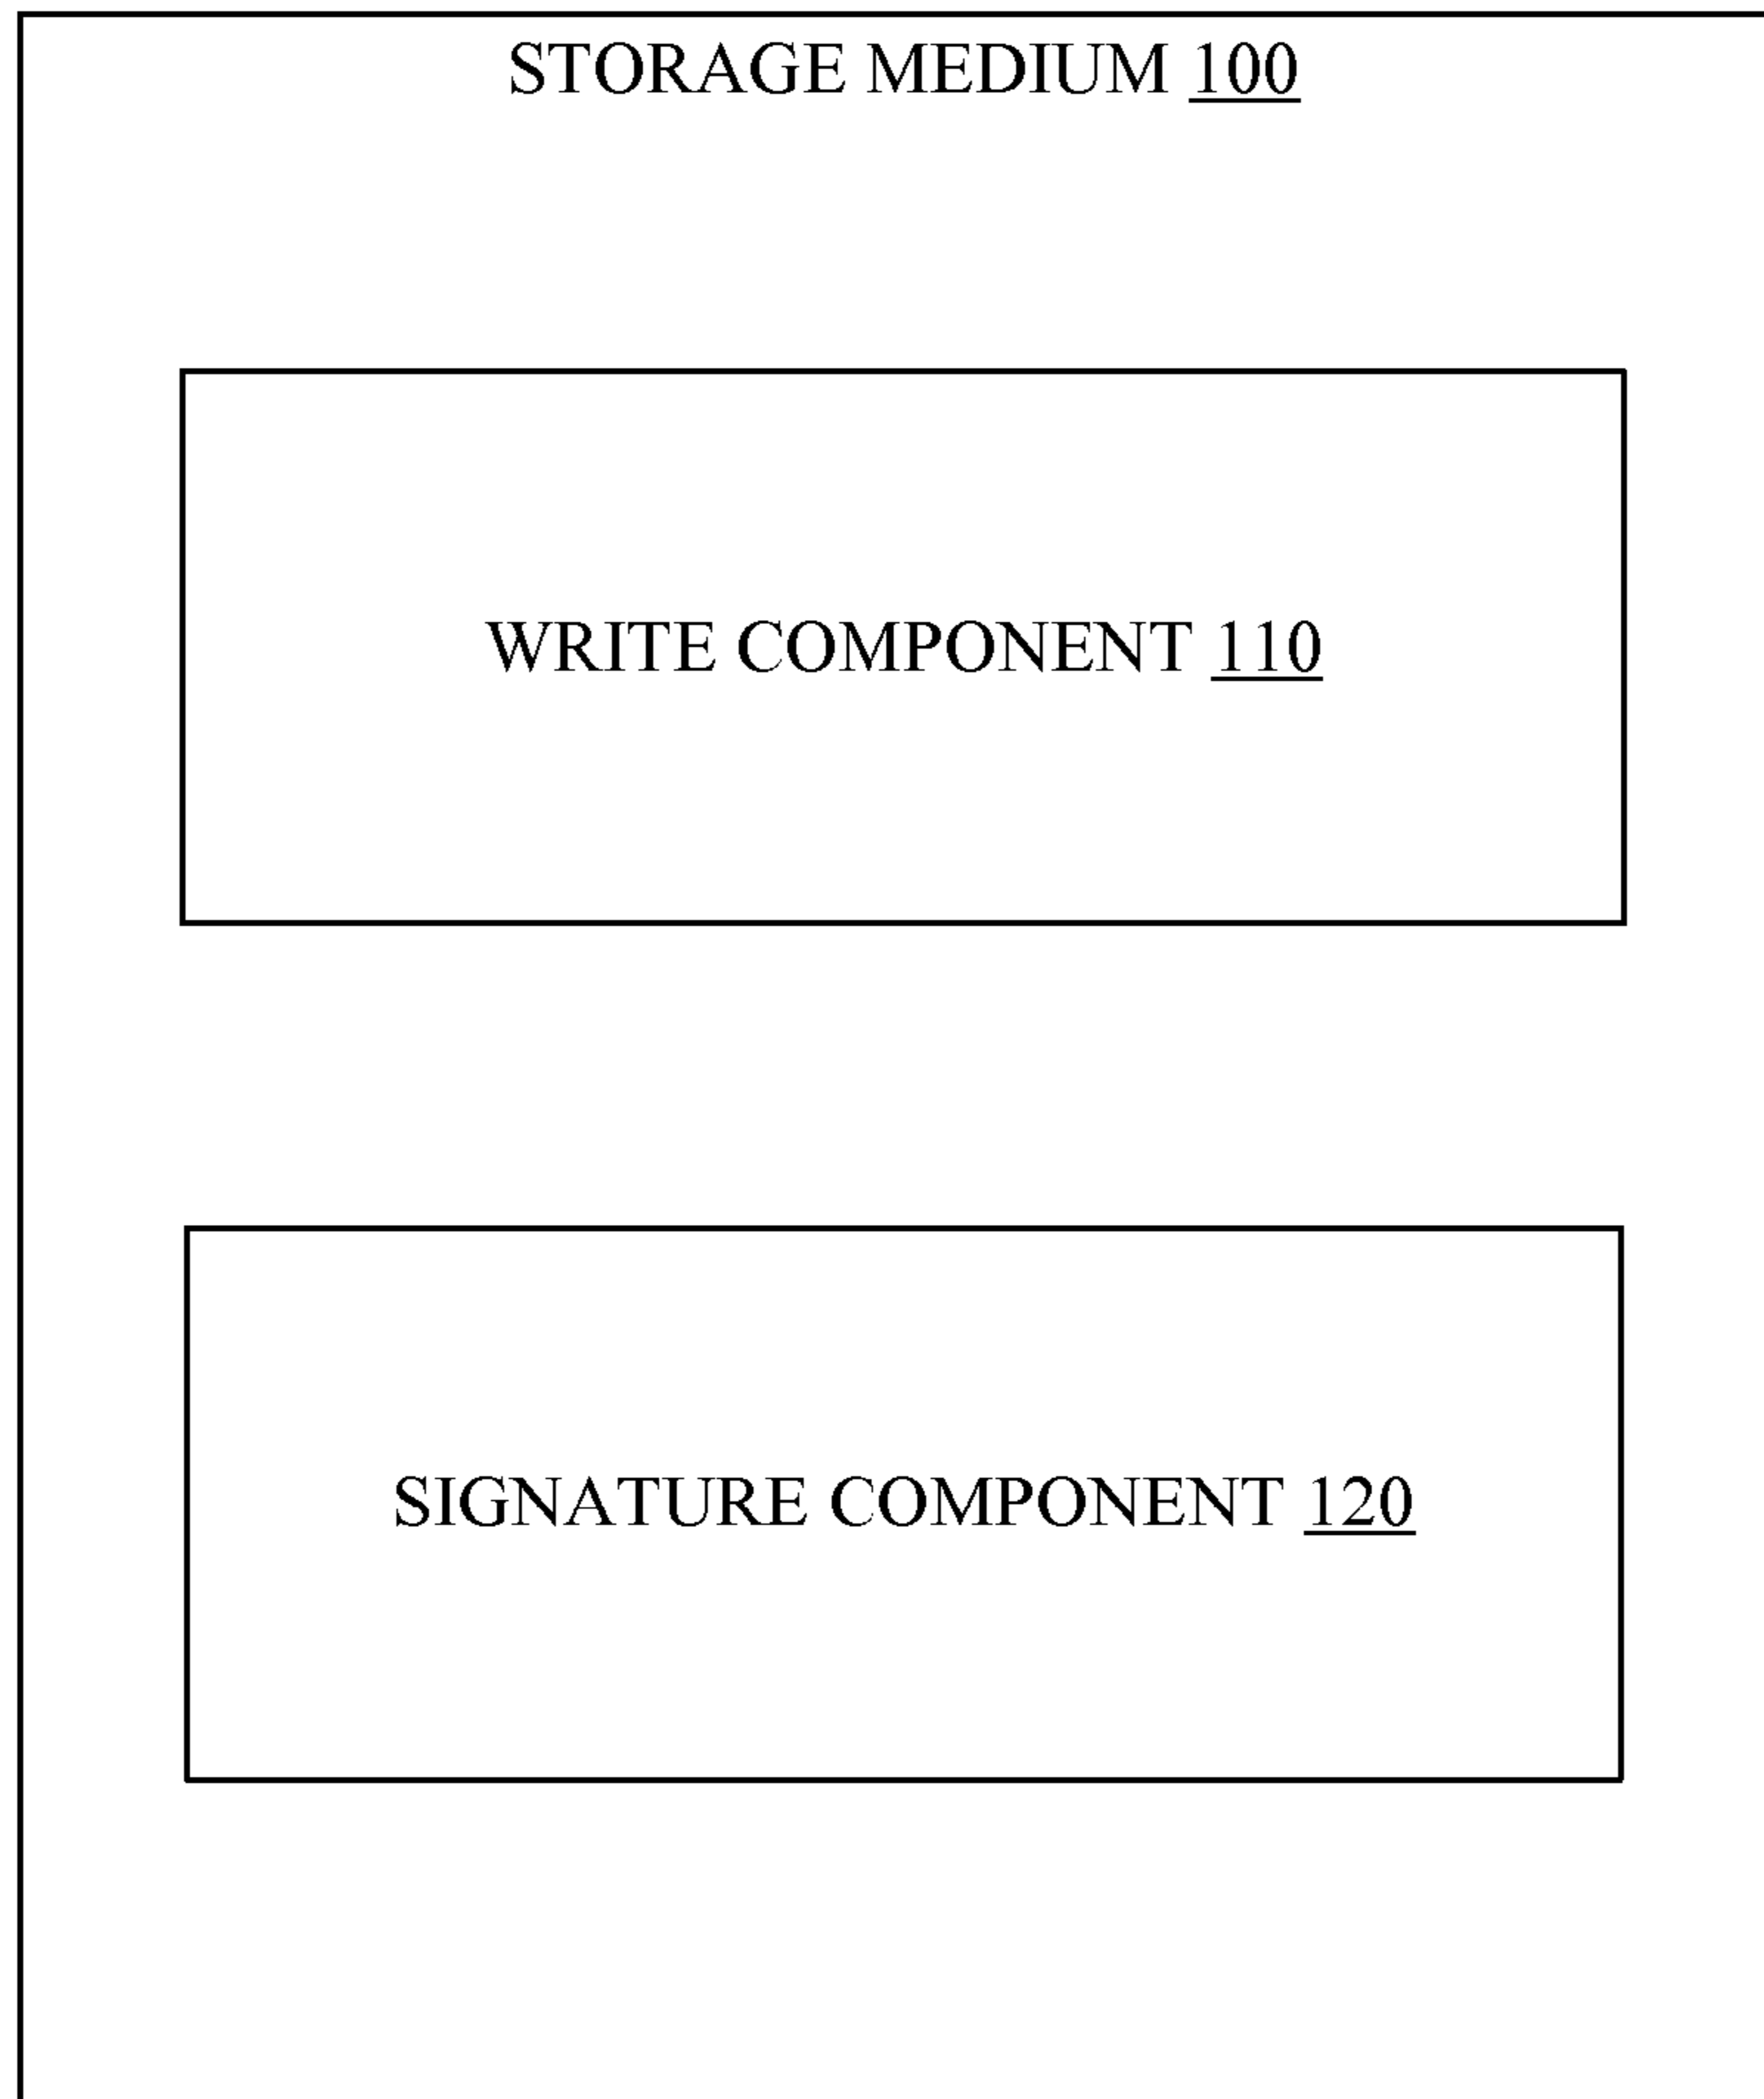 STORAGE MEDIUM 100
WRITE COMPONENT 110
SIGNATURE COMPONENT 120